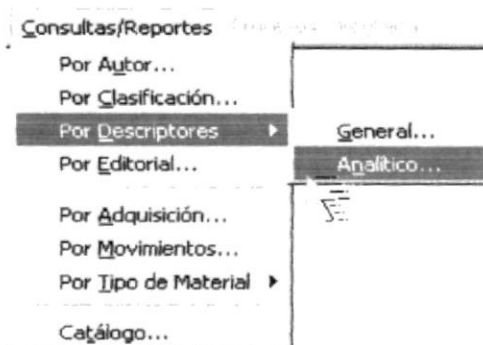 Consultas/Reportes
Por Autor...
Por Clasificación...
Por Descriptores
General...
Por Editorial...
Analítico...
Por Adquisición...
Por Movimientos...
Por Tipo de Material
Catálogo...